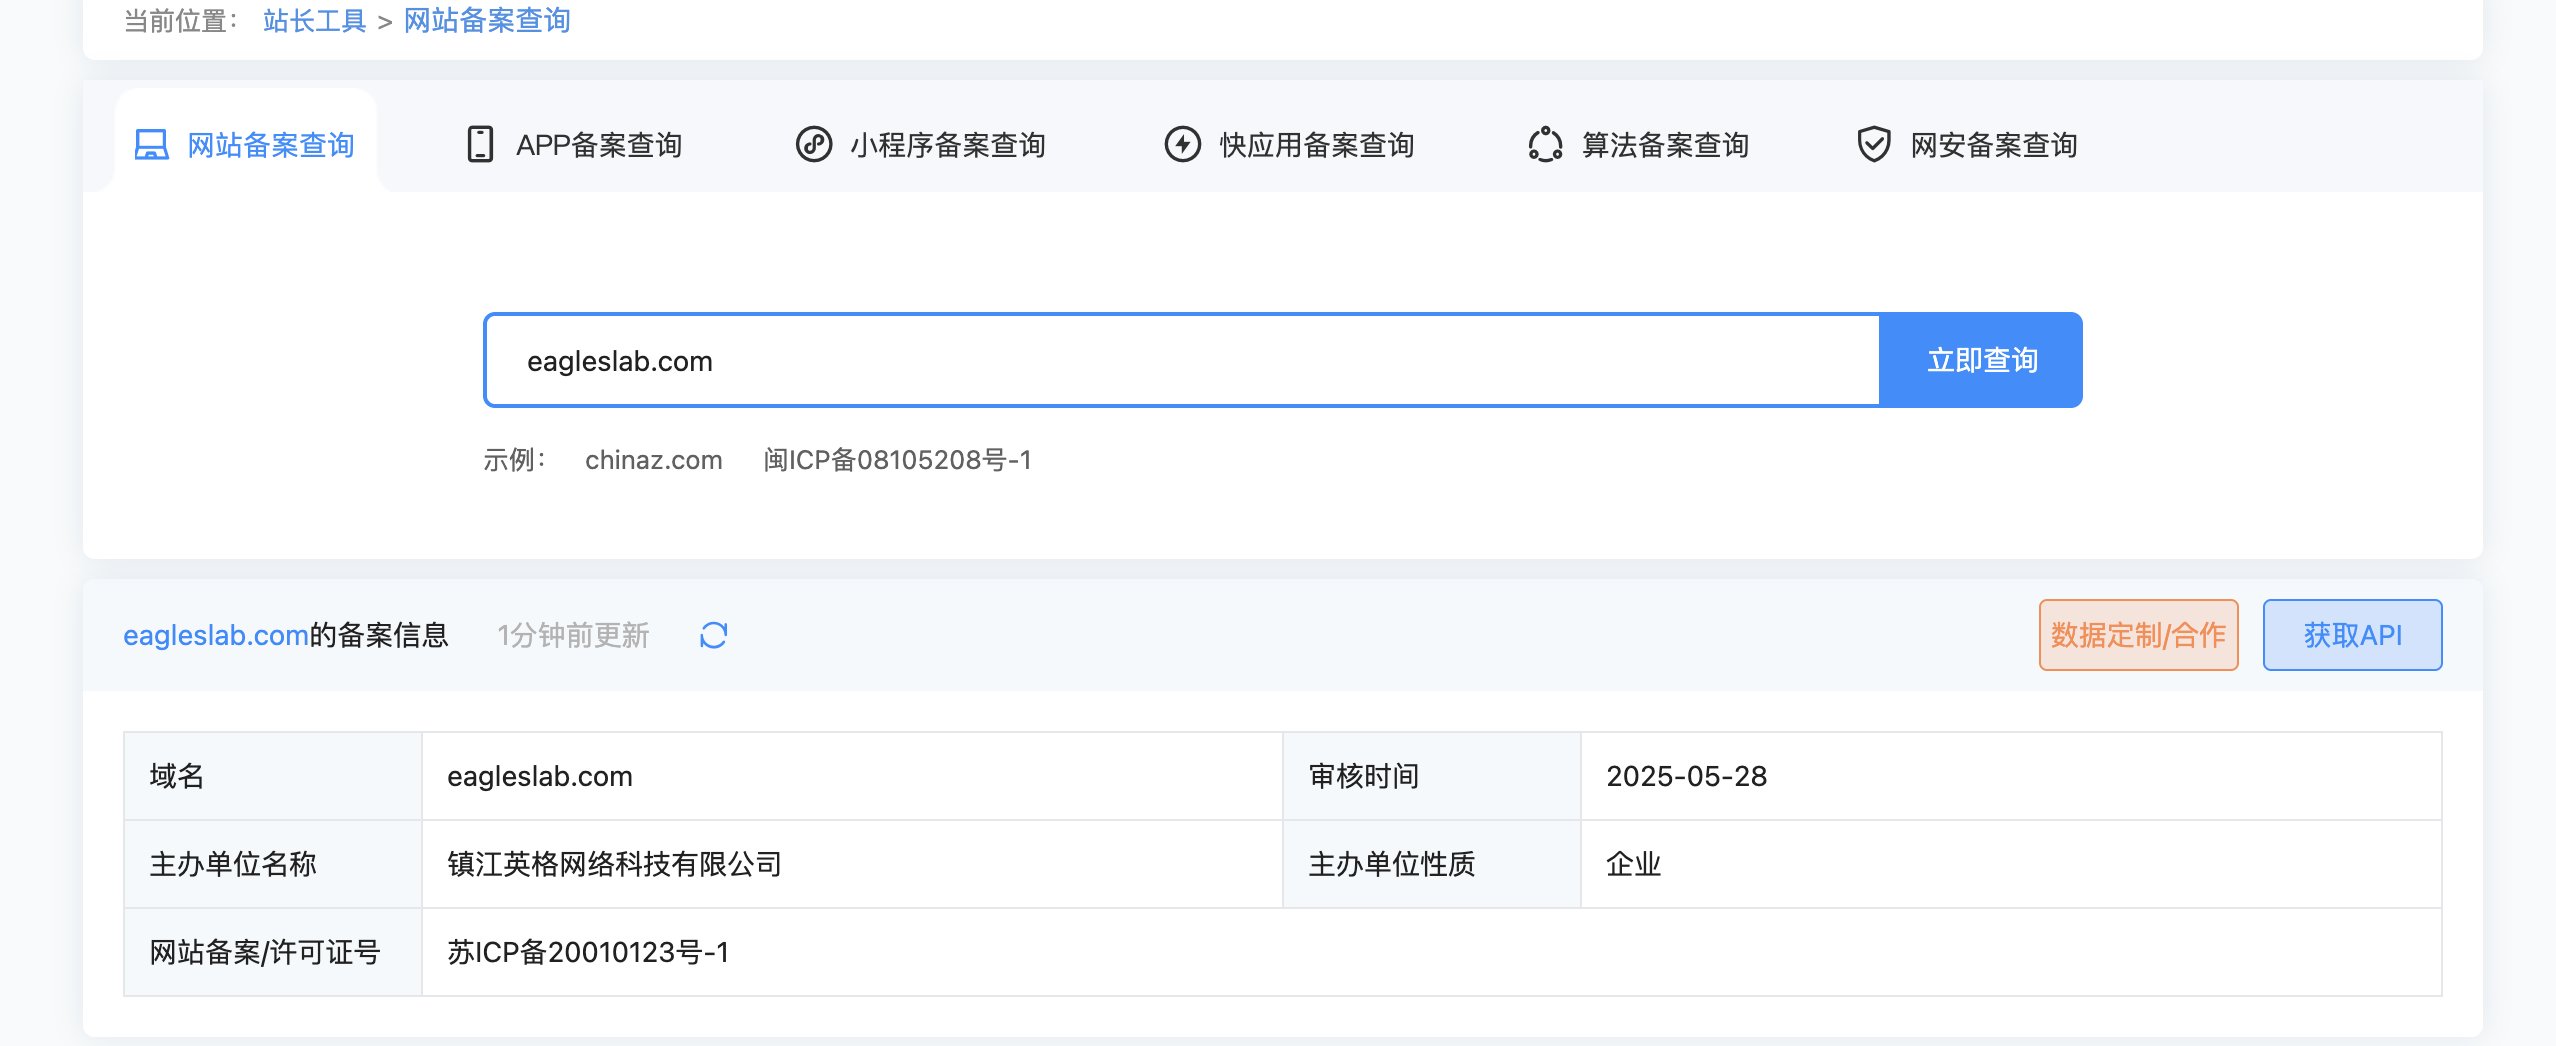 当前位置： 站长工具 > 网站备案查询
网站备案查询 APP备案查询 小程序备案查询 快应用备案查询 算法备案查询 网安备案查询
eagleslab.com 立即查询
示例： chinaz.com 闽ICP备08105208号-1
eagleslab.com的备案信息 1分钟前更新 数据定制/合作 获取API
域名 eagleslab.com 审核时间 2025-05-28
主办单位名称 镇江英格网络科技有限公司 主办单位性质 企业
网站备案/许可证号 苏ICP备20010123号-1